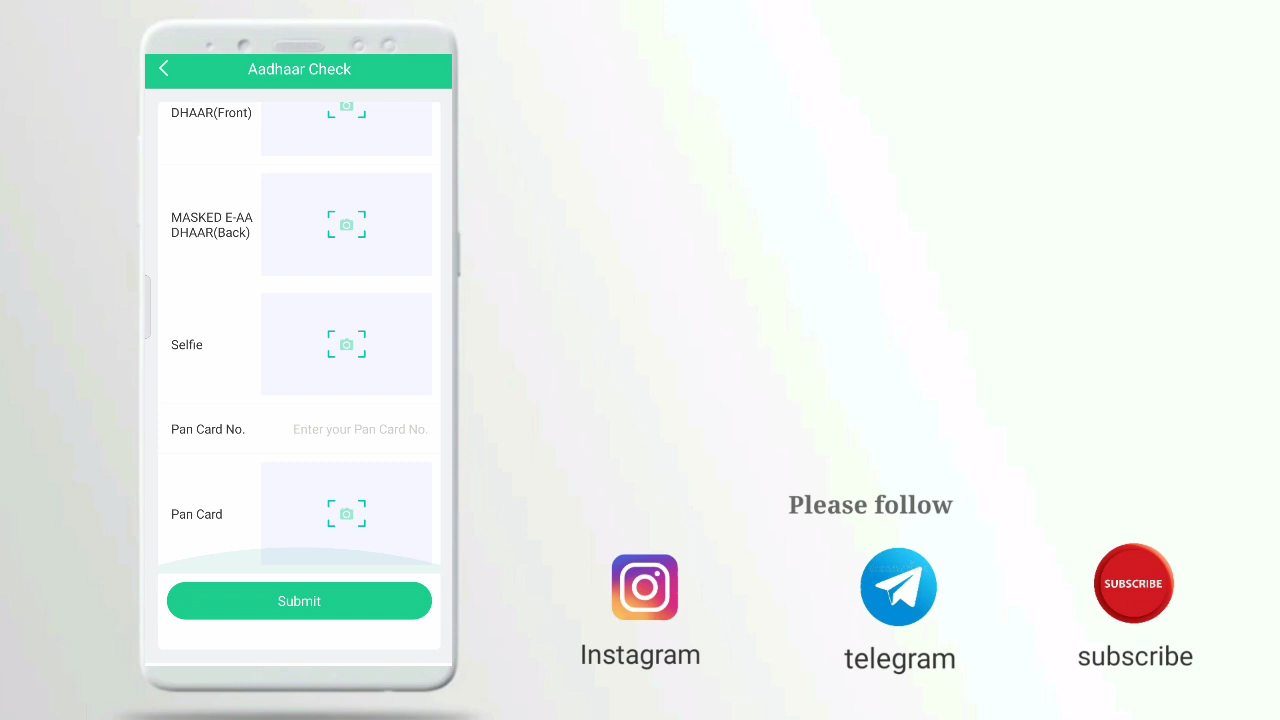 Aadhaar Check
DHAAR(Front)
MASKED E-AA
DHAAR(Back)
Selfie
Pan Card No.
Enter your Pan Card No.
Pan Card
Submit
Please follow
SUBSCRIBE
Instagram
telegram
subscribe